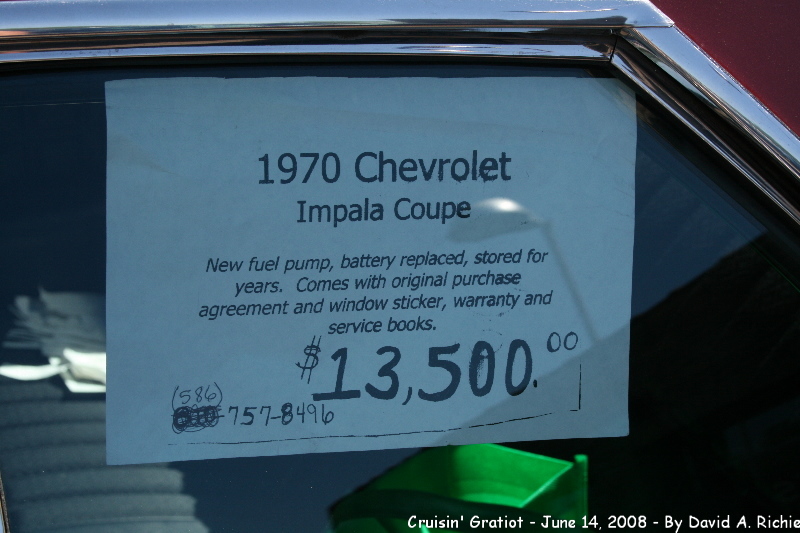 1970 Chevrolet
Impala Coupe
New fuel pump, battery replaced, stored for
years. Comes with original purchase
agreement and window sticker, warranty and
service books.
$13,500.00
(586)
-757-8496
Cruisin' Gratiot - June 14, 2008 - By David A. Richie